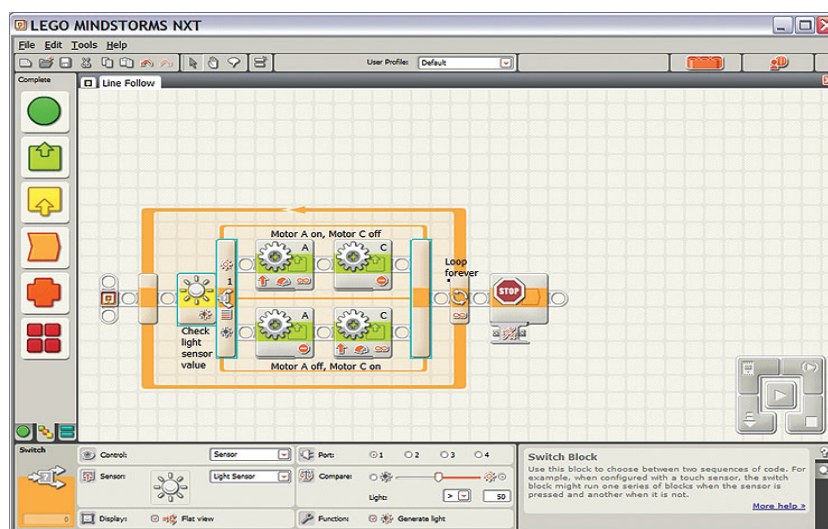 LEGO MINDSTORMS NXT
File Edit Tools Help
User Profile: Default
Complete
Line Follow
Motor A on, Motor C off
A C
Loop
forever
1
STOP
A C
Check
light
sensor
value
Motor A off, Motor C on
Switch
Control: Sensor
Port: 1 2 3 4
Sensor: Light Sensor
Compare:
Light: > 50
Display: Flat view
Function: Generate light
Switch Block
Use this block to choose between two sequences of code. For
example, when configured with a touch sensor, the switch
block might run one series of blocks when the sensor is
pressed and another when it is not.
More help »
0